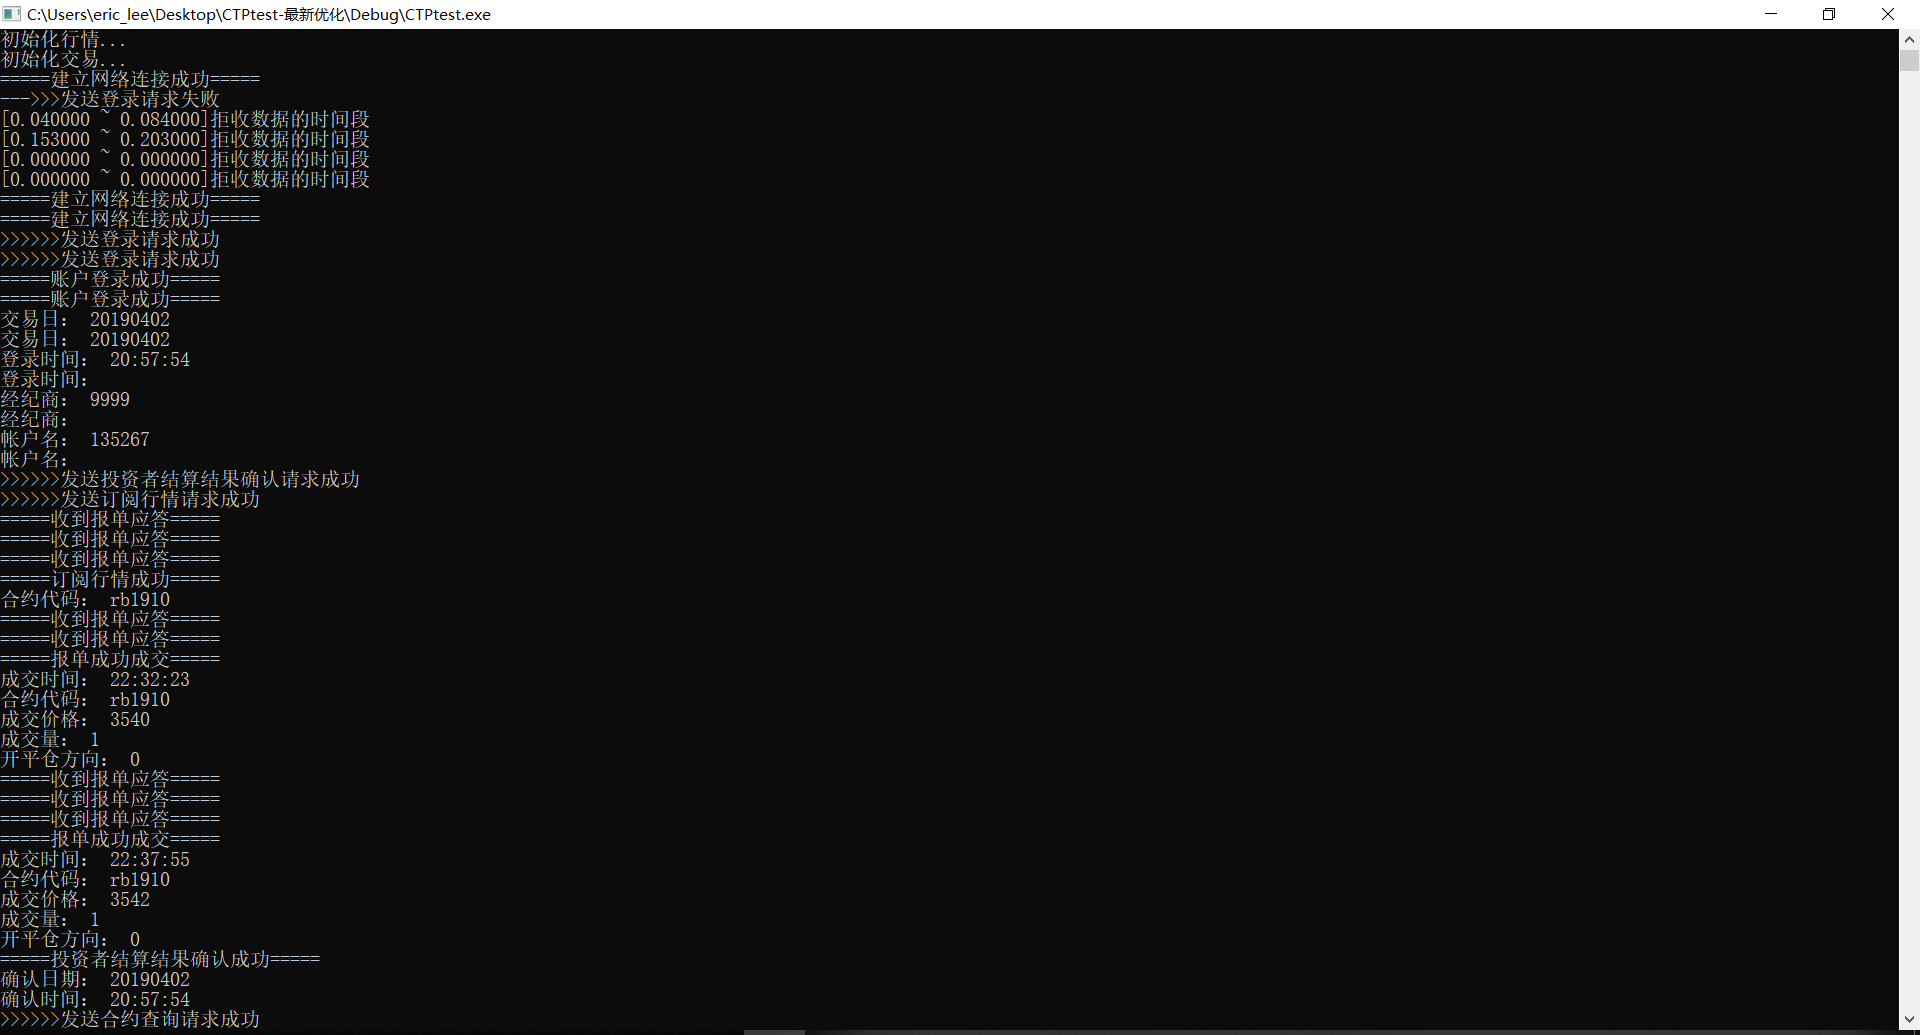 C:\Users\eric_lee\Desktop\CTPtest-最新优化\Debug\CTPtest.exe
初始化行情...
初始化交易...
=====建立网络连接成功=====
--->>>发送登录请求失败
[0.040000 ~ 0.084000]拒收数据的时间段
[0.153000 ~ 0.203000]拒收数据的时间段
[0.000000 ~ 0.000000]拒收数据的时间段
[0.000000 ~ 0.000000]拒收数据的时间段
=====建立网络连接成功=====
=====建立网络连接成功=====
>>>>>>发送登录请求成功
>>>>>>发送登录请求成功
=====账户登录成功=====
=====账户登录成功=====
交易日： 20190402
交易日： 20190402
登录时间： 20:57:54
登录时间：
经纪商： 9999
经纪商：
帐户名： 135267
帐户名：
>>>>>>发送投资者结算结果确认请求成功
>>>>>>发送订阅行情请求成功
=====收到报单应答=====
=====收到报单应答=====
=====收到报单应答=====
=====订阅行情成功=====
合约代码： rb1910
=====收到报单应答=====
=====收到报单应答=====
=====报单成功成交=====
成交时间： 22:32:23
合约代码： rb1910
成交价格： 3540
成交量： 1
开平仓方向： 0
=====收到报单应答=====
=====收到报单应答=====
=====收到报单应答=====
=====报单成功成交=====
成交时间： 22:37:55
合约代码： rb1910
成交价格： 3542
成交量： 1
开平仓方向： 0
=====投资者结算结果确认成功=====
确认日期： 20190402
确认时间： 20:57:54
>>>>>>发送合约查询请求成功